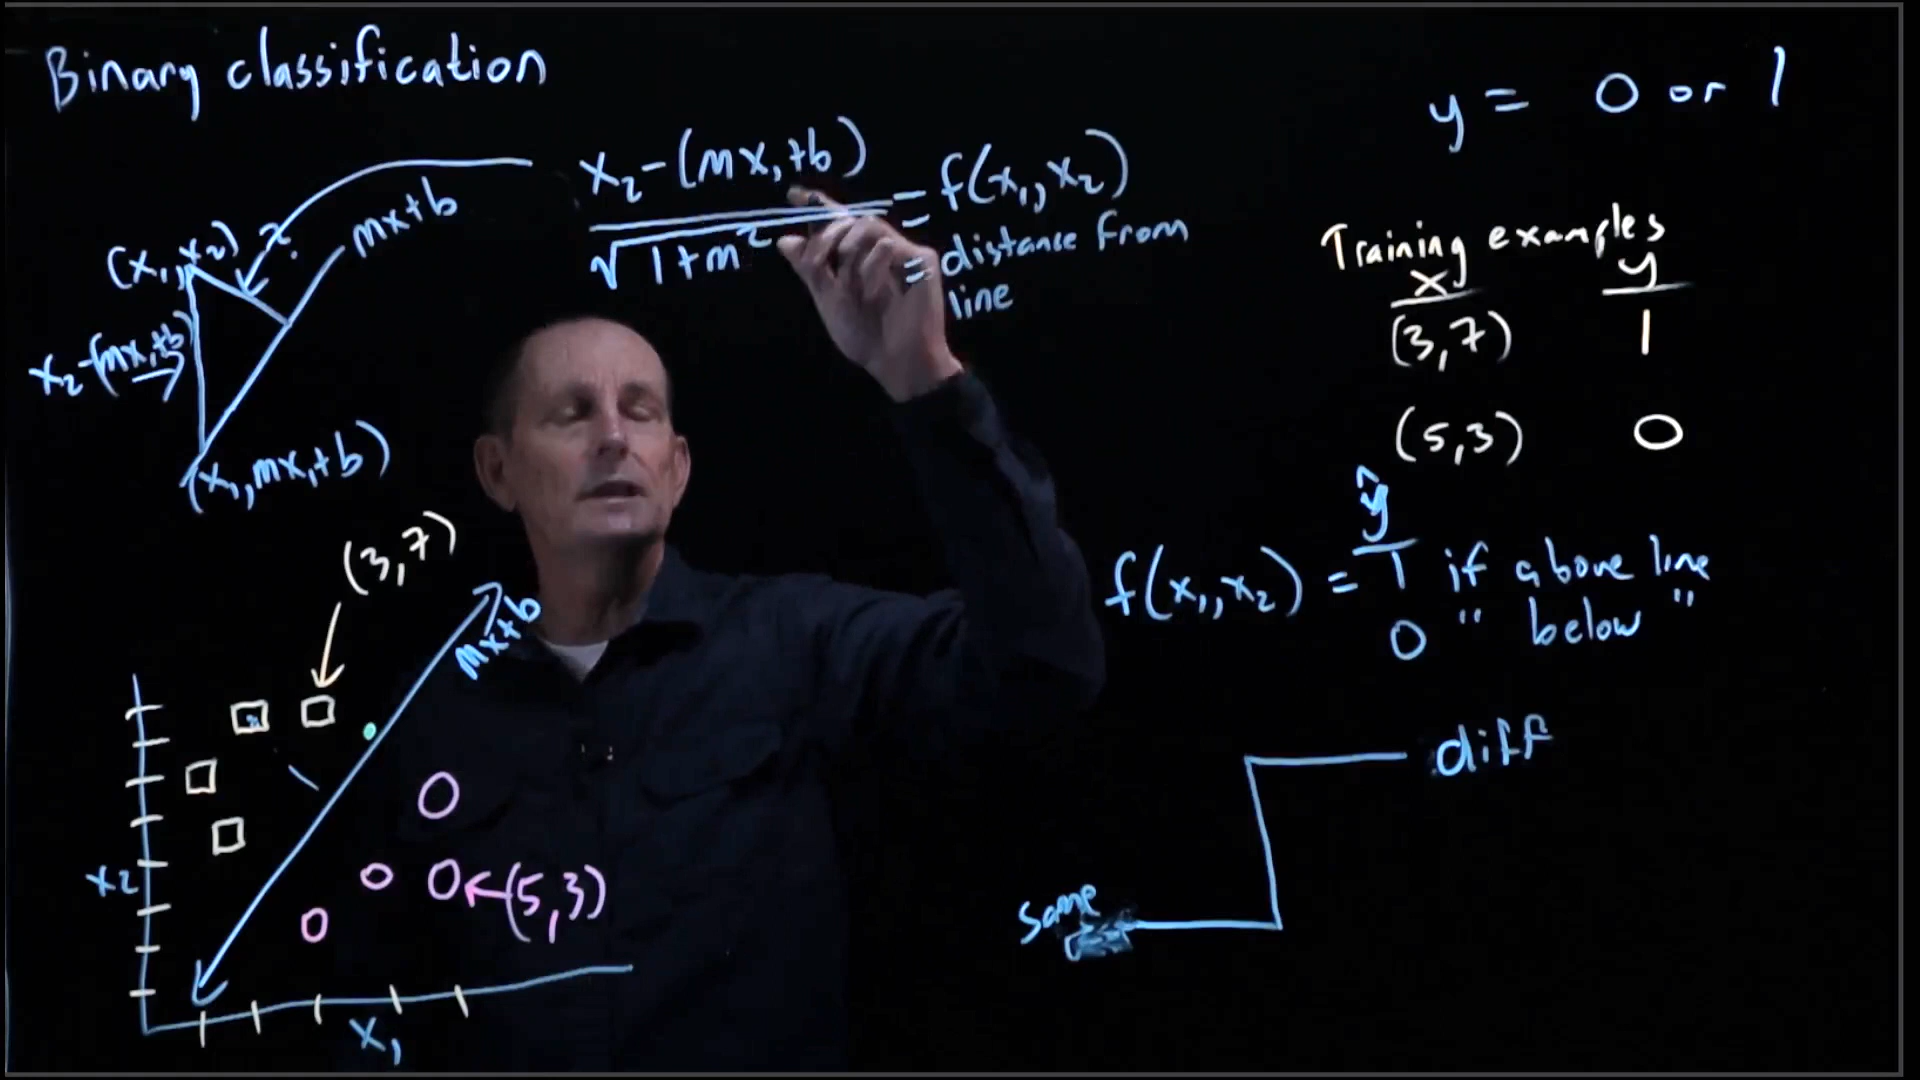 Binary classification
y = 0 or 1
x₂-(mx₁+b)
√1+m²
= f(x₁,x₂)
= distance from
line
(x₁,x₂)
?
mx+b
x₂-(mx₁+b)
(x₁,mx₁+b)
Training examples
x y
(3,7) 1
(5,3) 0
ŷ
f(x₁,x₂) = 1 if above line
0 " below "
(3,7)
mx+b
(5,3)
x₂
x₁
diff
same